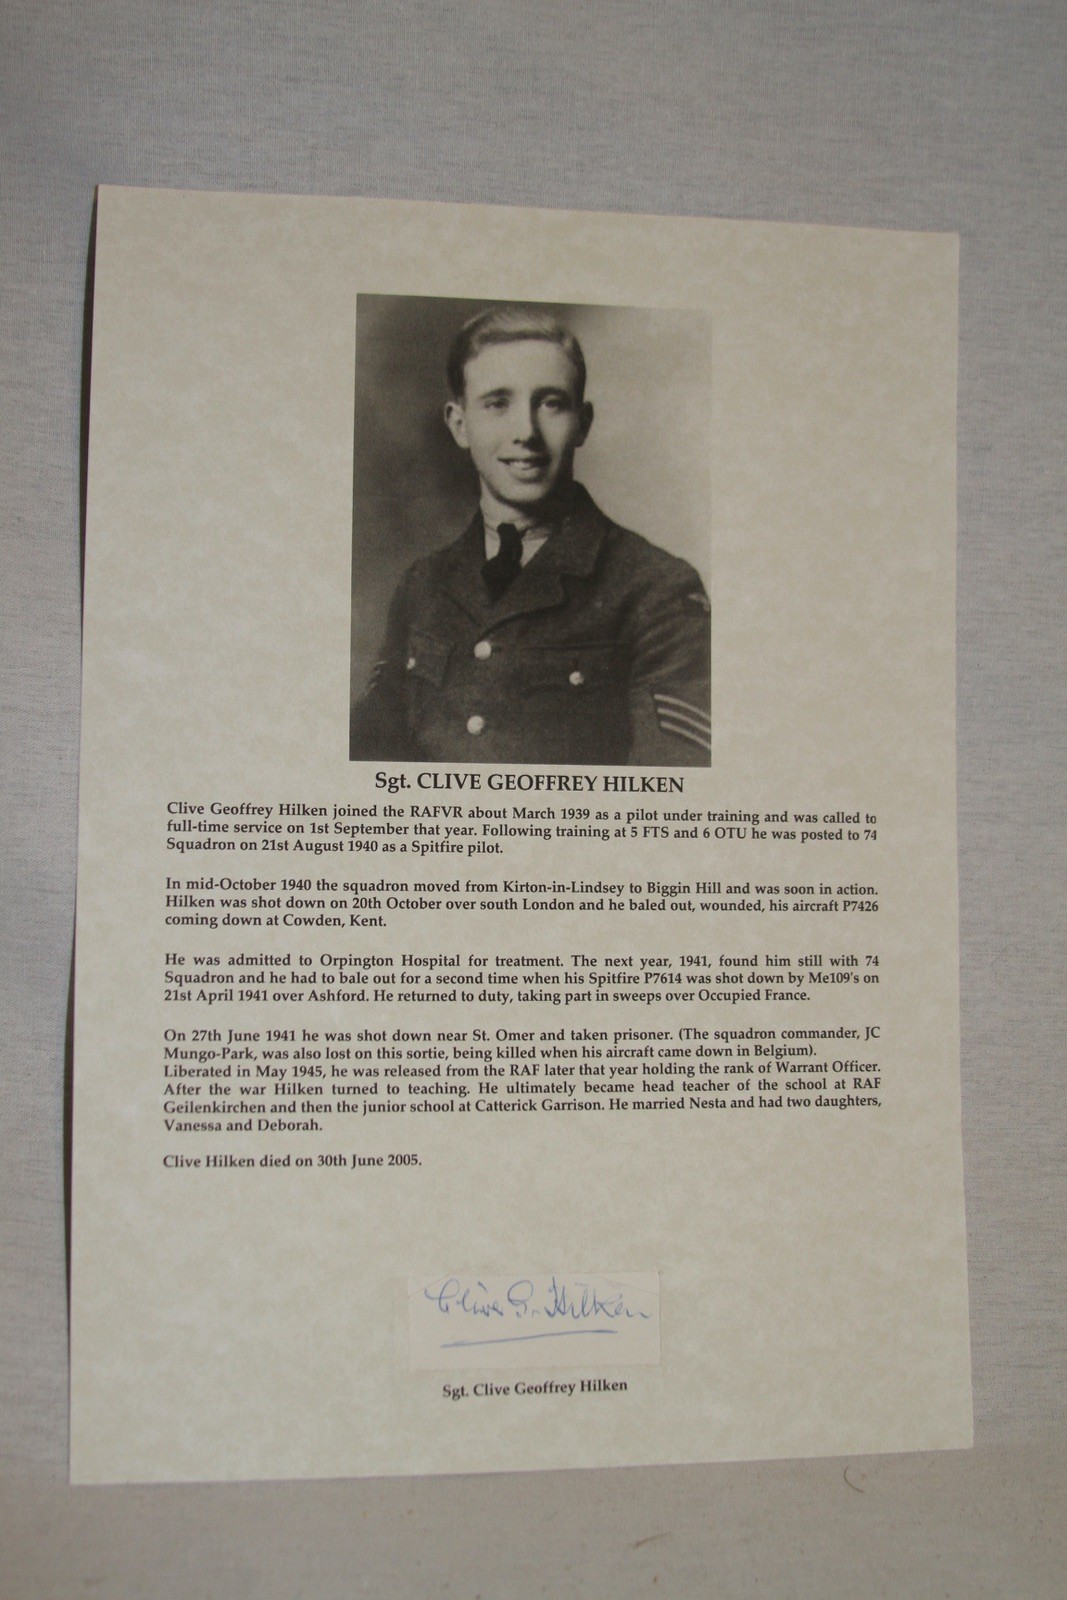 Sgt. CLIVE GEOFFREY HILKEN
Clive Geoffrey Hilken joined the RAFVR about March 1939 as a pilot under training and was called to
full-time service on 1st September that year. Following training at 5 FTS and 6 OTU he was posted to 74
Squadron on 21st August 1940 as a Spitfire pilot.
In mid-October 1940 the squadron moved from Kirton-in-Lindsey to Biggin Hill and was soon in action.
Hilken was shot down on 20th October over south London and he baled out, wounded, his aircraft P7426
coming down at Cowden, Kent.
He was admitted to Orpington Hospital for treatment. The next year, 1941, found him still with 74
Squadron and he had to bale out for a second time when his Spitfire P7614 was shot down by Me109's on
21st April 1941 over Ashford. He returned to duty, taking part in sweeps over Occupied France.
On 27th June 1941 he was shot down near St. Omer and taken prisoner. (The squadron commander, JC
Mungo-Park, was also lost on this sortie, being killed when his aircraft came down in Belgium).
Liberated in May 1945, he was released from the RAF later that year holding the rank of Warrant Officer.
After the war Hilken turned to teaching. He ultimately became head teacher of the school at RAF
Geilenkirchen and then the junior school at Catterick Garrison. He married Nesta and had two daughters,
Vanessa and Deborah.
Clive Hilken died on 30th June 2005.
Clive G. Hilken
Sgt. Clive Geoffrey Hilken